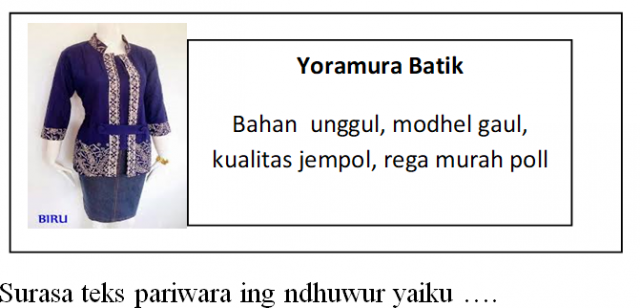 Yoramura Batik
Bahan unggul, modhel gaul,
kualitas jempol, rega murah poll
BIRU
Surasa teks pariwara ing ndhuwur yaiku ....